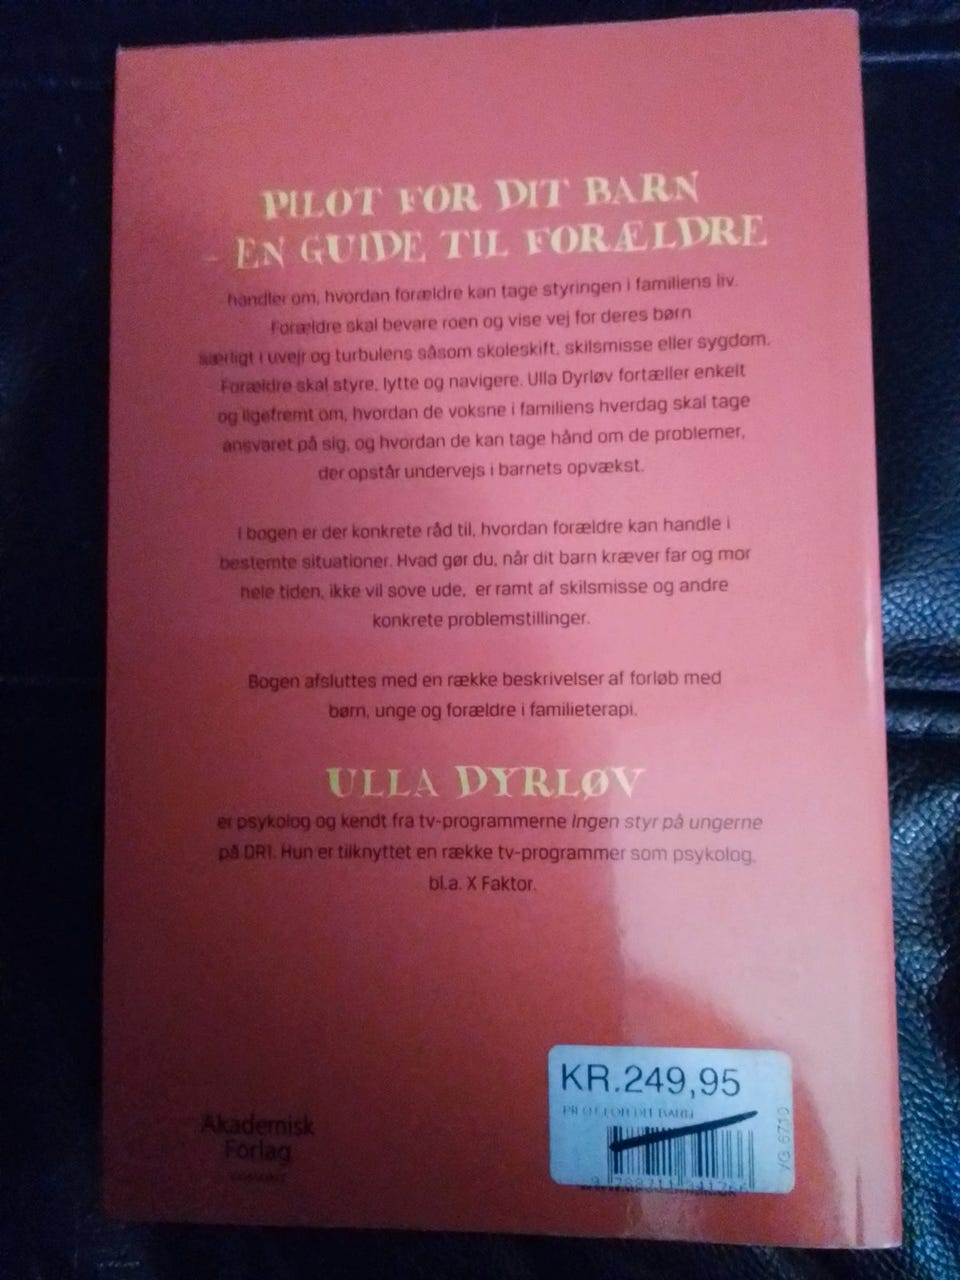 PILOT FOR DIT BARN
- EN GUIDE TIL FORÆLDRE
handler om, hvordan forældre kan tage styringen i familiens liv.
Forældre skal bevare roen og vise vej for deres børn
særligt i uvejr og turbulens såsom skoleskift, skilsmisse eller sygdom.
Forældre skal styre, lytte og navigere. Ulla Dyrløv fortæller enkelt
og ligefremt om, hvordan de voksne i familiens hverdag skal tage
ansvaret på sig, og hvordan de kan tage hånd om de problemer,
der opstår undervejs i barnets opvækst.
I bogen er der konkrete råd til, hvordan forældre kan handle i
bestemte situationer. Hvad gør du, når dit barn kræver far og mor
hele tiden, ikke vil sove ude, er ramt af skilsmisse og andre
konkrete problemstillinger.
Bogen afsluttes med en række beskrivelser af forløb med
børn, unge og forældre i familieterapi.
ULLA DYRLØV
er psykolog og kendt fra tv-programmerne Ingen styr på ungerne
på DR1. Hun er tilknyttet en række tv-programmer som psykolog,
bl.a. X Faktor.
KR.249,95
PILOT FOR DIT BARN
VG 6710
Akademisk
Forlag